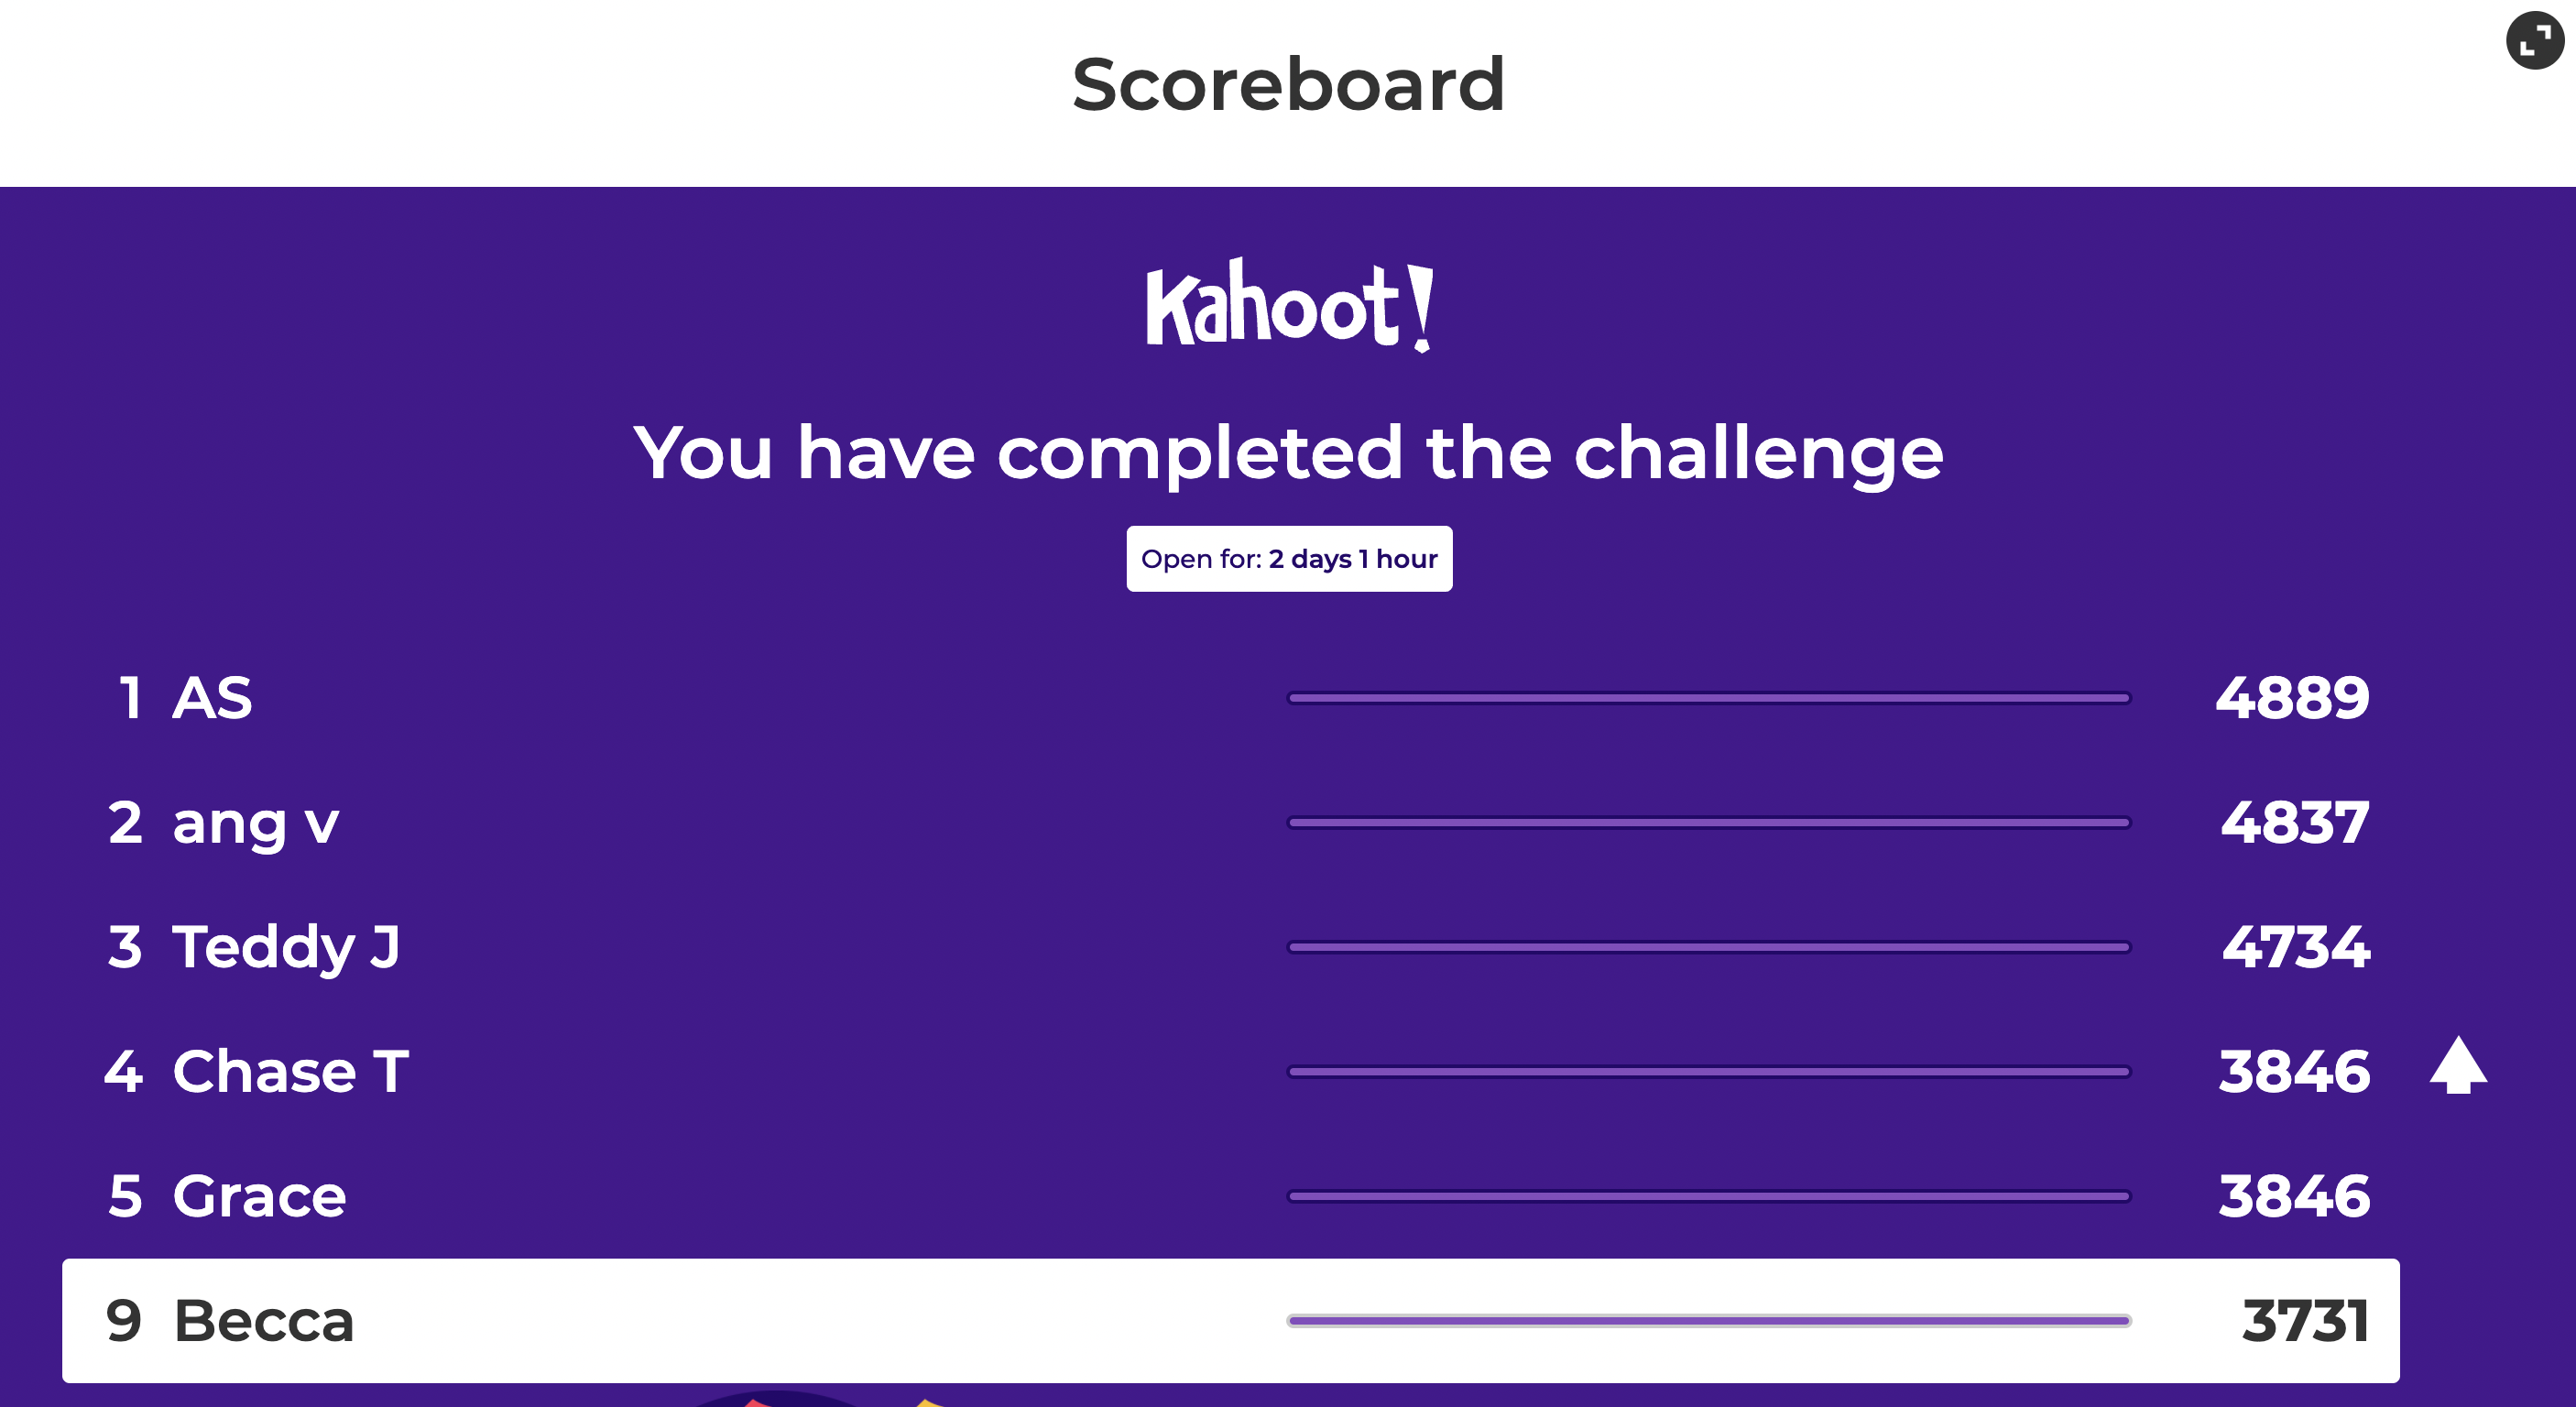 Scoreboard
Kahoot!
You have completed the challenge
Open for: 2 days 1 hour
1 AS 4889
2 ang v 4837
3 Teddy J 4734
4 Chase T 3846
5 Grace 3846
9 Becca 3731